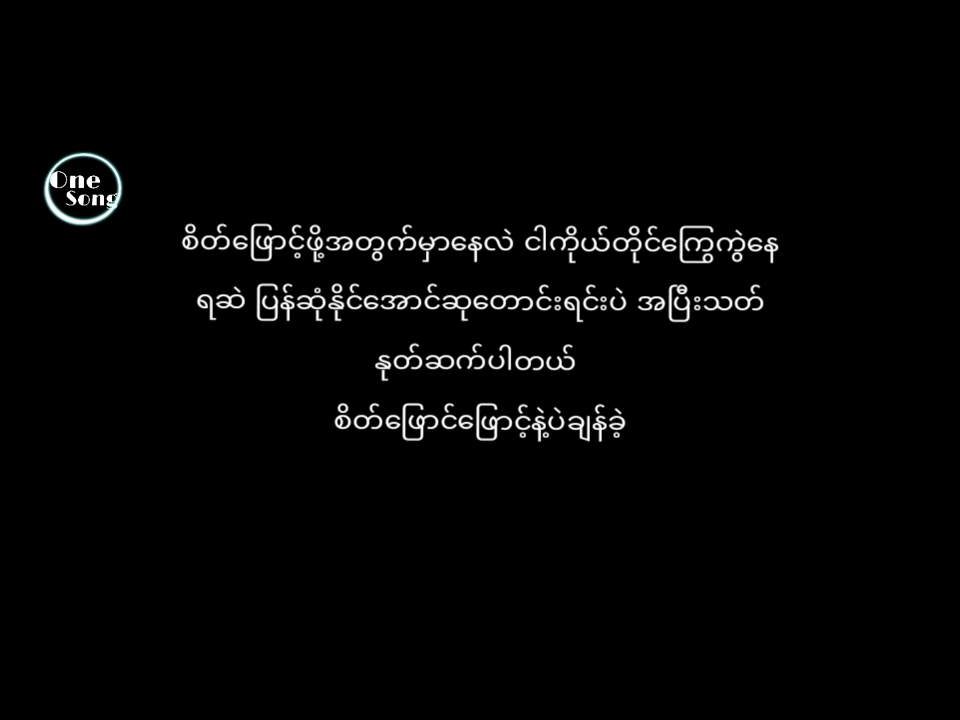 One
Song
စိတ်ဖြောင့်ဖို့အတွက်မှာနေလဲ ငါကိုယ်တိုင်ကြွေကွဲနေ
ရဆဲ ပြန်ဆုံနိုင်အောင်ဆုတောင်းရင်းပဲ အပြီးသတ်
နှုတ်ဆက်ပါတယ်
စိတ်ဖြောင်ဖြောင့်နဲ့ပဲချန်ခဲ့